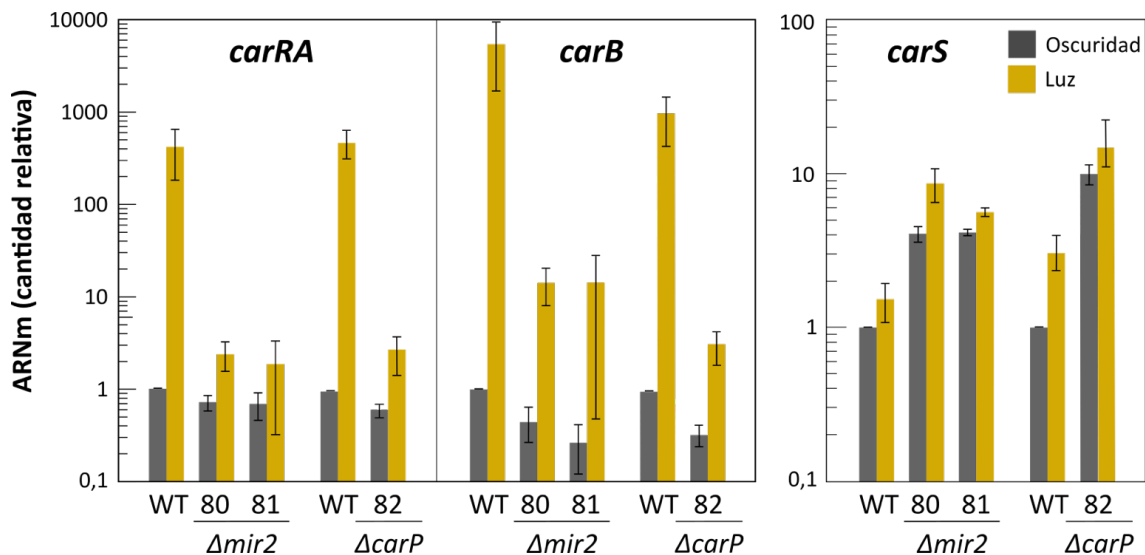 ARNm (cantidad relativa)
10000
1000
100
10
1
0,1
carRA
carB
WT 80 81 WT 82 WT 80 81 WT 82
Δmir2 ΔcarP Δmir2 ΔcarP
100
10
1
0,1
carS
Oscuridad
Luz
WT 80 81 WT 82
Δmir2 ΔcarP